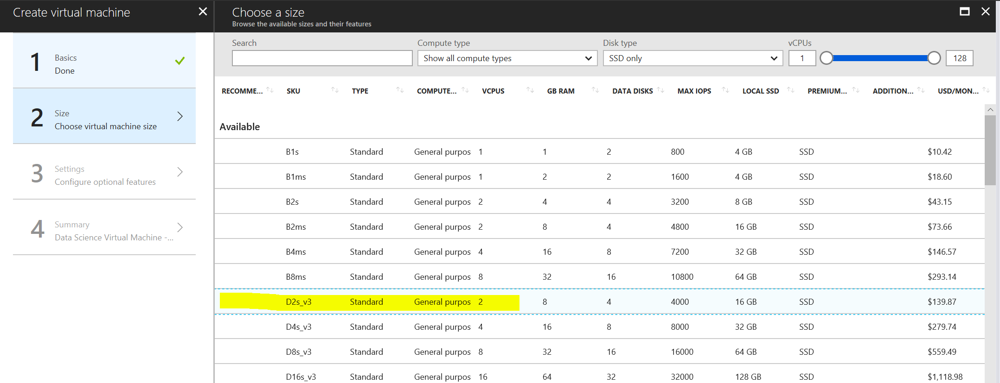 Create virtual machine
1 Basics
Done
2 Size
Choose virtual machine size
3 Settings
Configure optional features
4 Summary
Data Science Virtual Machine -...
Choose a size
Browse the available sizes and their features
Search Compute type Disk type vCPUs
Show all compute types SSD only 1 128
RECOMME... SKU TYPE COMPUTE... VCPUS GB RAM DATA DISKS MAX IOPS LOCAL SSD PREMIUM... ADDITION... USD/MON...
Available
B1s Standard General purpos 1 1 2 800 4 GB SSD $10.42
B1ms Standard General purpos 1 2 2 1600 4 GB SSD $18.60
B2s Standard General purpos 2 4 4 3200 8 GB SSD $43.15
B2ms Standard General purpos 2 8 4 4800 16 GB SSD $73.66
B4ms Standard General purpos 4 16 8 7200 32 GB SSD $146.57
B8ms Standard General purpos 8 32 16 10800 64 GB SSD $293.14
D2s_v3 Standard General purpos 2 8 4 4000 16 GB SSD $139.87
D4s_v3 Standard General purpos 4 16 8 8000 32 GB SSD $279.74
D8s_v3 Standard General purpos 8 32 16 16000 64 GB SSD $559.49
D16s_v3 Standard General purpos 16 64 32 32000 128 GB SSD $1,118.98